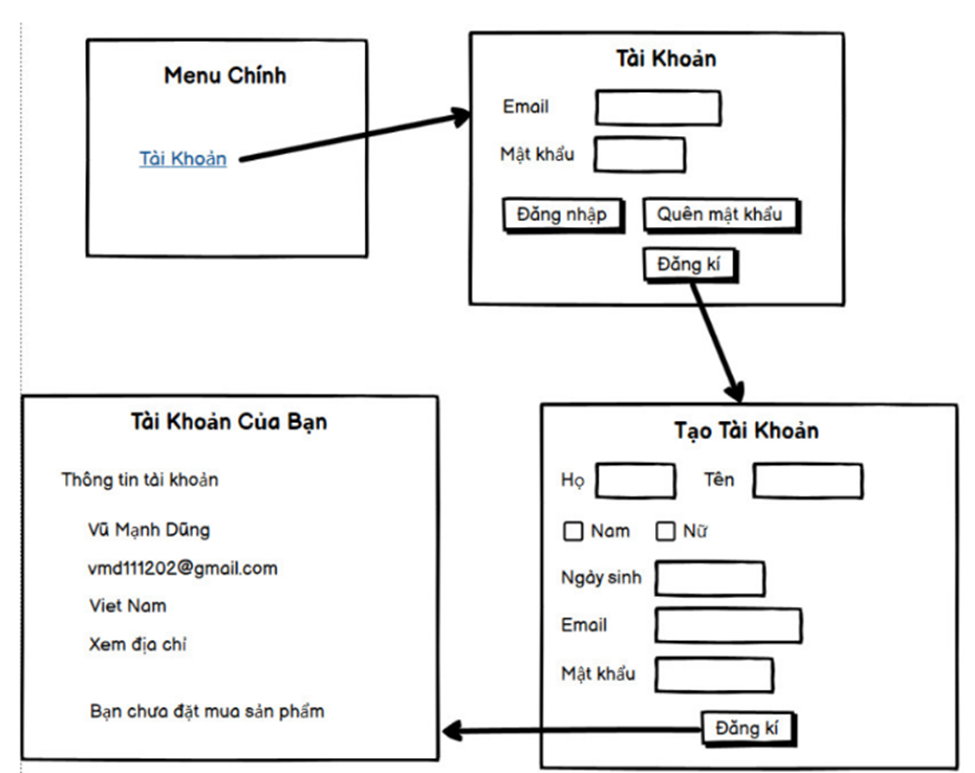 Menu Chính
Tài Khoản
Tài Khoản
Email
Mật khẩu
Đăng nhập
Quên mật khẩu
Đăng kí
Tài Khoản Của Bạn
Thông tin tài khoản
Vũ Mạnh Dũng
vmd111202@gmail.com
Viet Nam
Xem địa chỉ
Bạn chưa đặt mua sản phẩm
Tạo Tài Khoản
Họ Tên
Nam Nữ
Ngày sinh
Email
Mật khẩu
Đăng kí